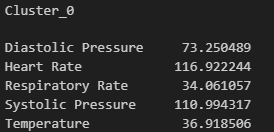 Cluster_0
Diastolic Pressure 73.250489
Heart Rate 116.922244
Respiratory Rate 34.061057
Systolic Pressure 110.994317
Temperature 36.918506